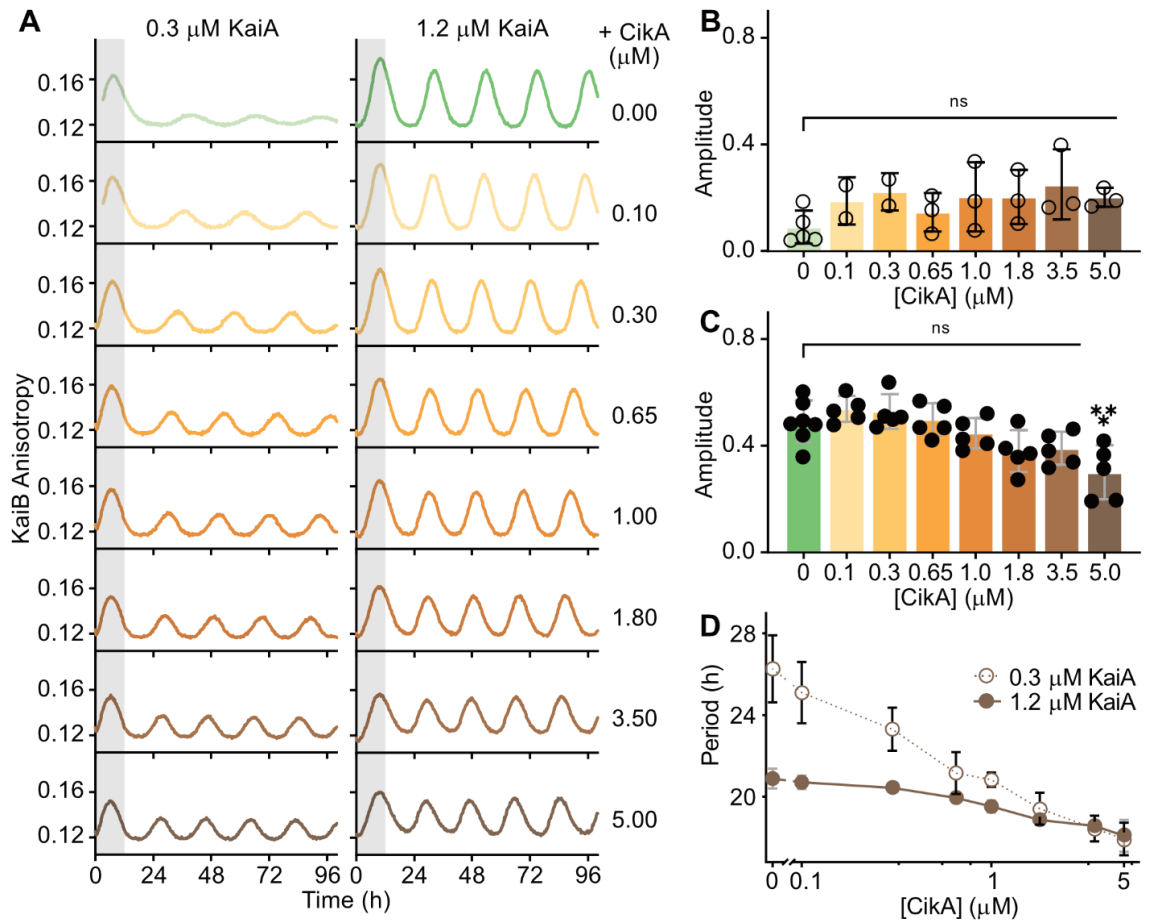 A
0.3 μM KaiA
1.2 μM KaiA
+ CikA
(μM)
KaiB Anisotropy
0.16
0.12
0.00
0.16
0.12
0.10
0.16
0.12
0.30
0.16
0.12
0.65
0.16
0.12
1.00
0.16
0.12
1.80
0.16
0.12
3.50
0.16
0.12
5.00
0 24 48 72 96 0 24 48 72 96
Time (h)
B
Amplitude
0.8
0.4
0.0
ns
0 0.1 0.3 0.65 1.0 1.8 3.5 5.0
[CikA] (μM)
C
Amplitude
0.8
0.4
0.0
ns
***
0 0.1 0.3 0.65 1.0 1.8 3.5 5.0
[CikA] (μM)
D
Period (h)
28
24
20
0.3 μM KaiA
1.2 μM KaiA
0 0.1 1 5
[CikA] (μM)